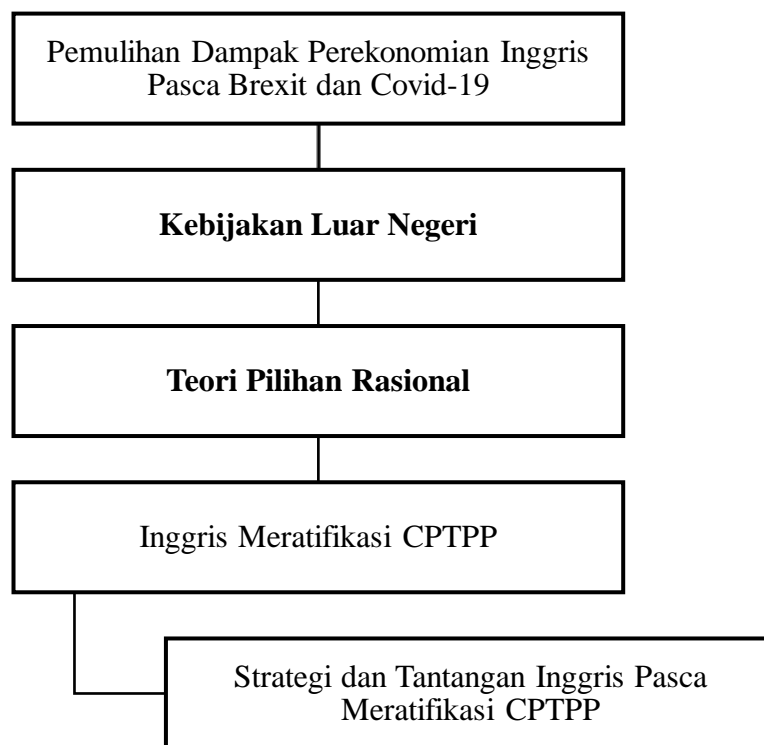 Pemulihan Dampak Perekonomian Inggris
Pasca Brexit dan Covid-19
Kebijakan Luar Negeri
Teori Pilihan Rasional
Inggris Meratifikasi CPTPP
Strategi dan Tantangan Inggris Pasca
Meratifikasi CPTPP